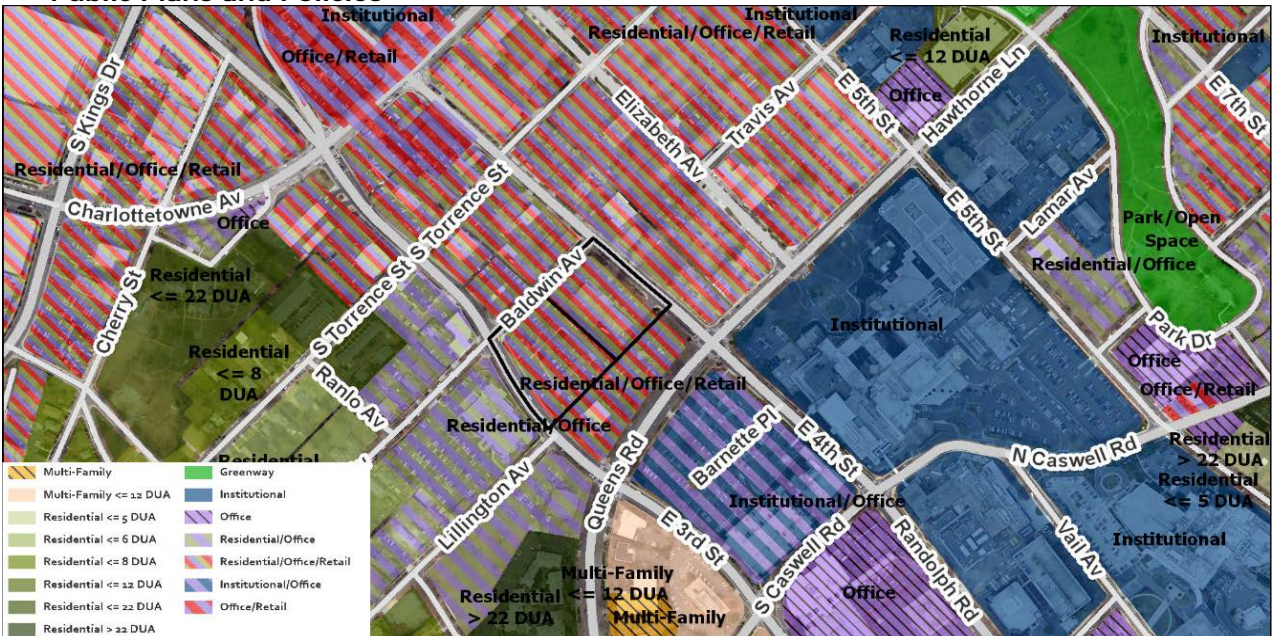 Public Plans and Policies
Institutional
Institutional
Residential/Office/Retail
Residential
<= 12 DUA
Institutional
Office/Retail
S Kings Dr
Elizabeth Av
Travis Av
E 5th St
Office
Hawthorne Ln
E 7th St
Residential/Office/Retail
Charlottetowne Av
Office
S Torrence St
S Torrence St
Baldwin Av
E 5th St
Lamar Av
Park/Open
Space
Residential/Office
Residential
<= 22 DUA
Cherry St
Institutional
Park Dr
Residential
<= 8
DUA
Ranlo Av
Residential/Office/Retail
Office
Office/Retail
Residential/Office
Queens Rd
Barnette Pl
E 4th St
N Caswell Rd
Residential
> 22 DUA
Residential
<= 5 DUA
Residential
Lillington Av
Institutional/Office
E 3rd St
S Caswell Rd
Randolph Rd
Vail Av
Institutional
Multi-Family
<= 12 DUA
Residential
> 22 DUA
Multi-Family
Office
Multi-Family
Multi-Family <= 12 DUA
Residential <= 5 DUA
Residential <= 6 DUA
Residential <= 8 DUA
Residential <= 12 DUA
Residential <= 22 DUA
Residential > 22 DUA
Greenway
Institutional
Office
Residential/Office
Residential/Office/Retail
Institutional/Office
Office/Retail